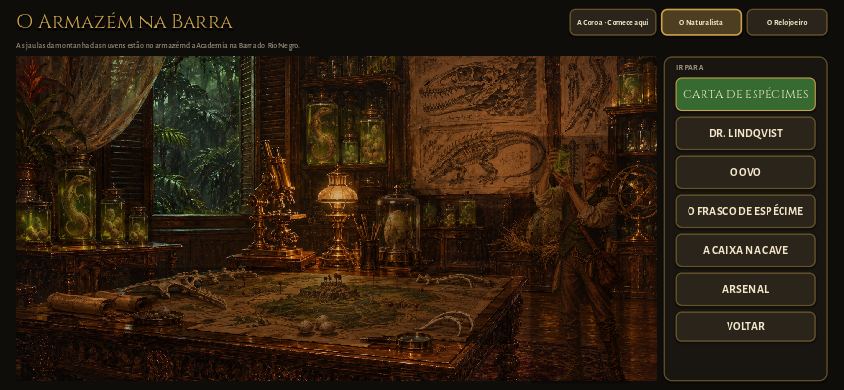 O Armazém na Barra
As jaulas da montanha das nuvens estão no armazém da Academia na Barra do Rio Negro.
A Coroa · Comece aqui
O Naturalista
O Relojoeiro
IR PARA
CARTA DE ESPÉCIMES
DR. LINDQVIST
O OVO
O FRASCO DE ESPÉCIME
A CAIXA NA CAVE
ARSENAL
VOLTAR